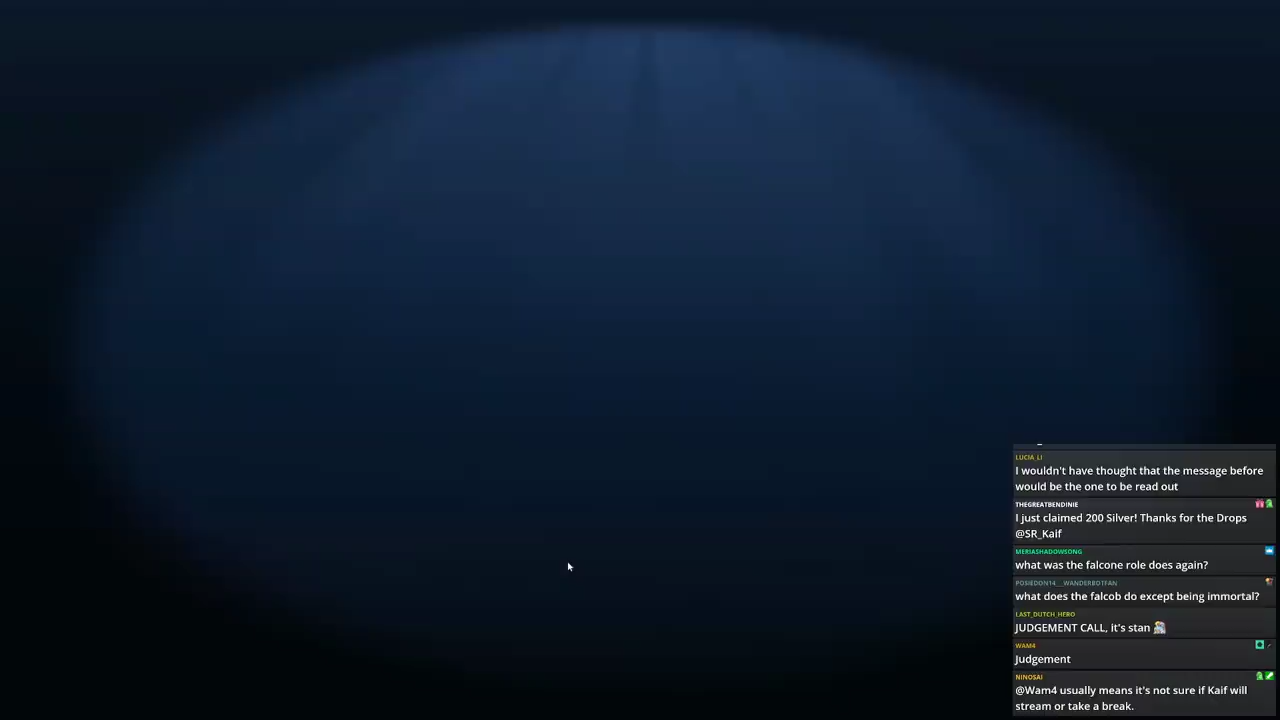 LUCIA_LI
I wouldn't have thought that the message before
would be the one to be read out
THEGREATBENDINIE
I just claimed 200 Silver! Thanks for the Drops
@SR_Kaif
MERIASHADOWSONG
what was the falcone role does again?
POSIEDON14__WANDERBOTFAN
what does the falcob do except being immortal?
LAST_DUTCH_HERO
JUDGEMENT CALL, it's stan
WAM4
Judgement
NINOSAI
@Wam4 usually means it's not sure if Kaif will
stream or take a break.